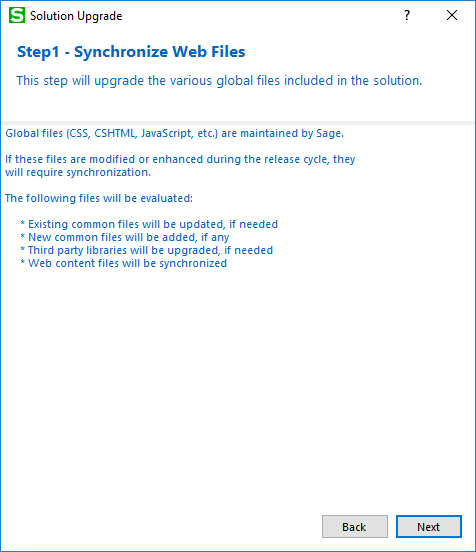 S Solution Upgrade ?
Step1 - Synchronize Web Files
This step will upgrade the various global files included in the solution.
Global files (CSS, CSHTML, JavaScript, etc.) are maintained by Sage.
If these files are modified or enhanced during the release cycle, they
will require synchronization.
The following files will be evaluated:
* Existing common files will be updated, if needed
* New common files will be added, if any
* Third party libraries will be upgraded, if needed
* Web content files will be synchronized
Back Next